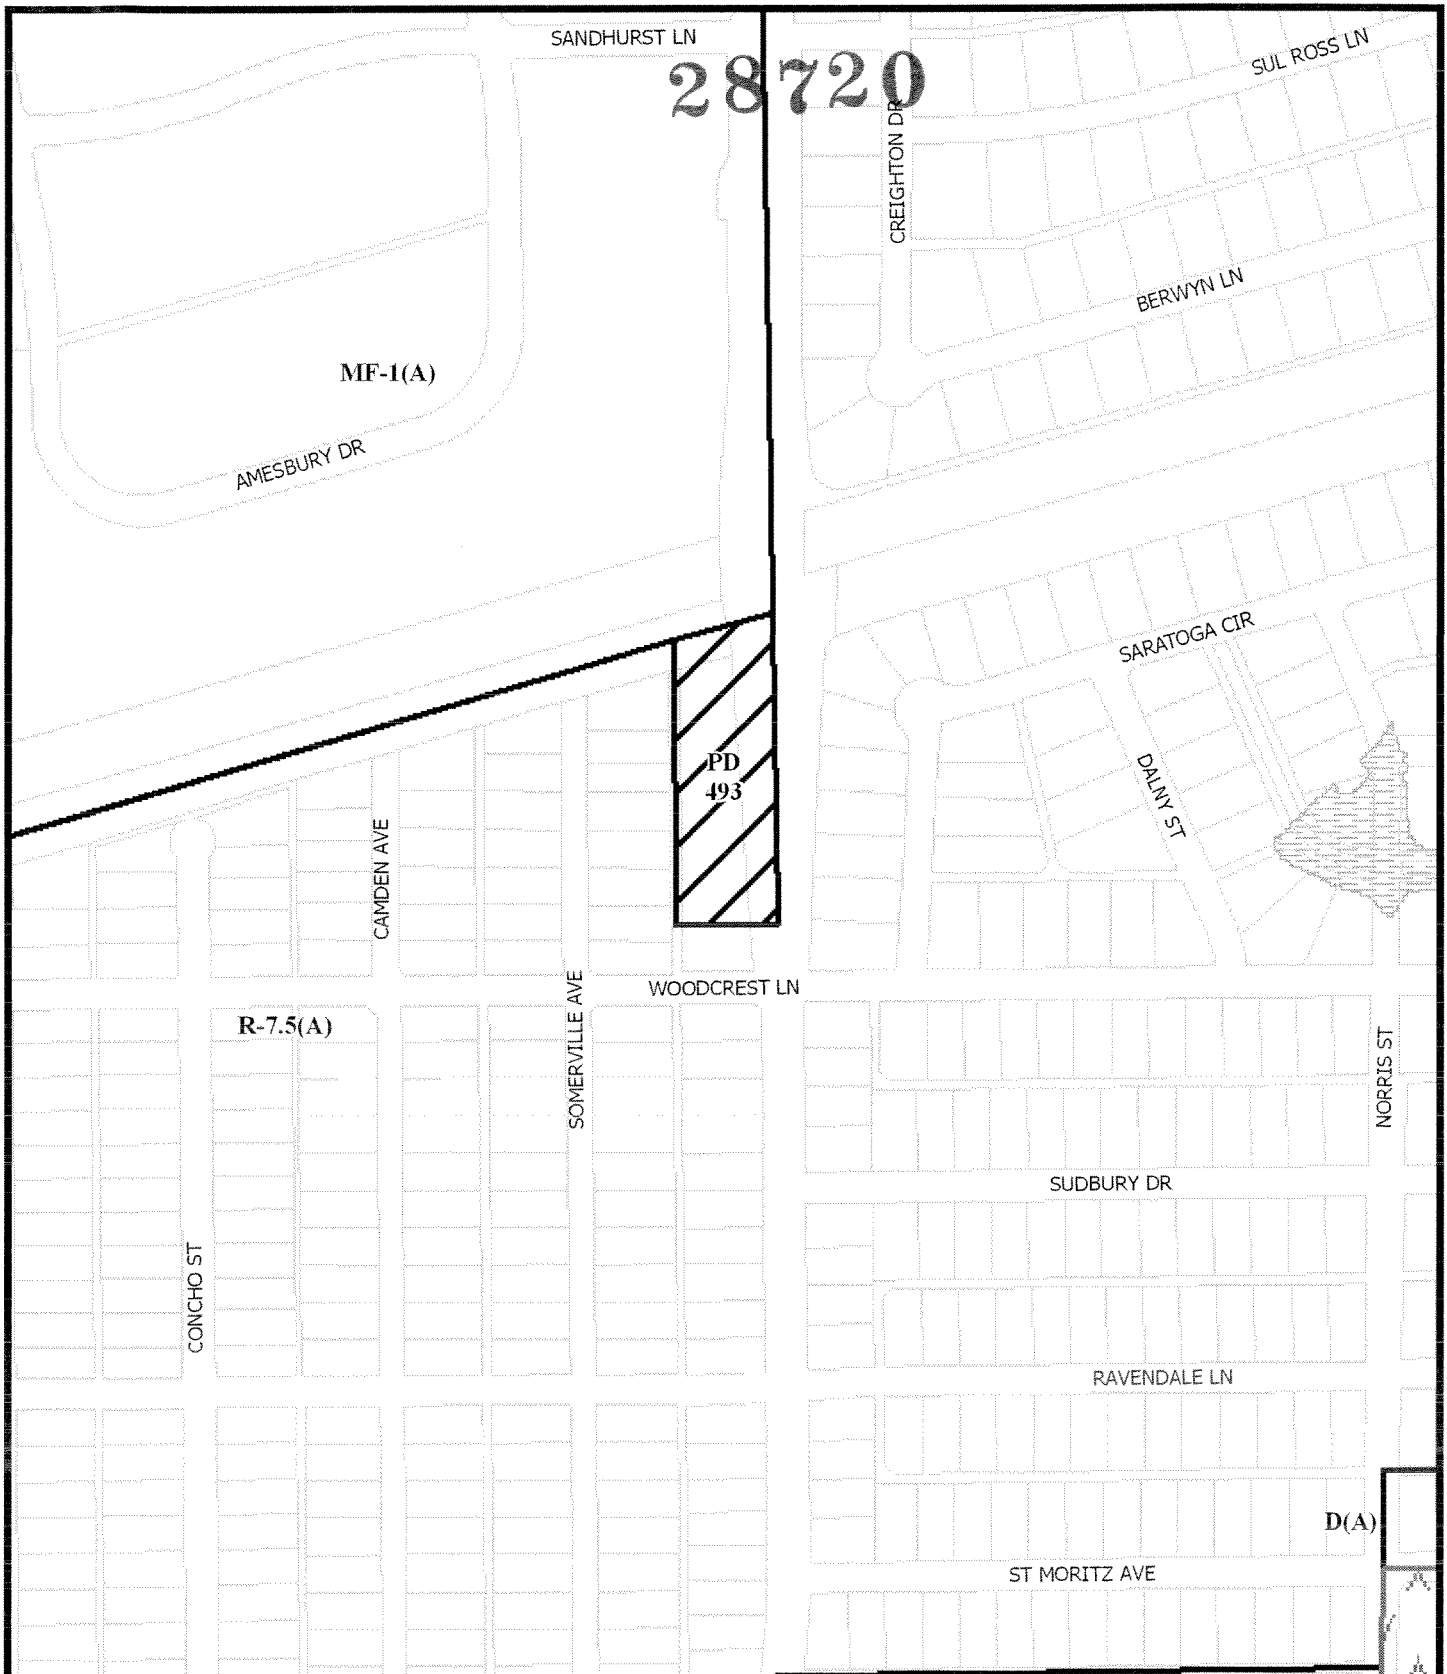 SANDHURST LN
28720
SUL ROSS LN
CREIGHTON DR
BERWYN LN
MF-1(A)
AMESBURY DR
SARATOGA CIR
PD
493
DALNY ST
CAMDEN AVE
WOODCREST LN
SOMERVILLE AVE
R-7.5(A)
NORRIS ST
SUDBURY DR
CONCHO ST
RAVENDALE LN
D(A)
ST MORITZ AVE